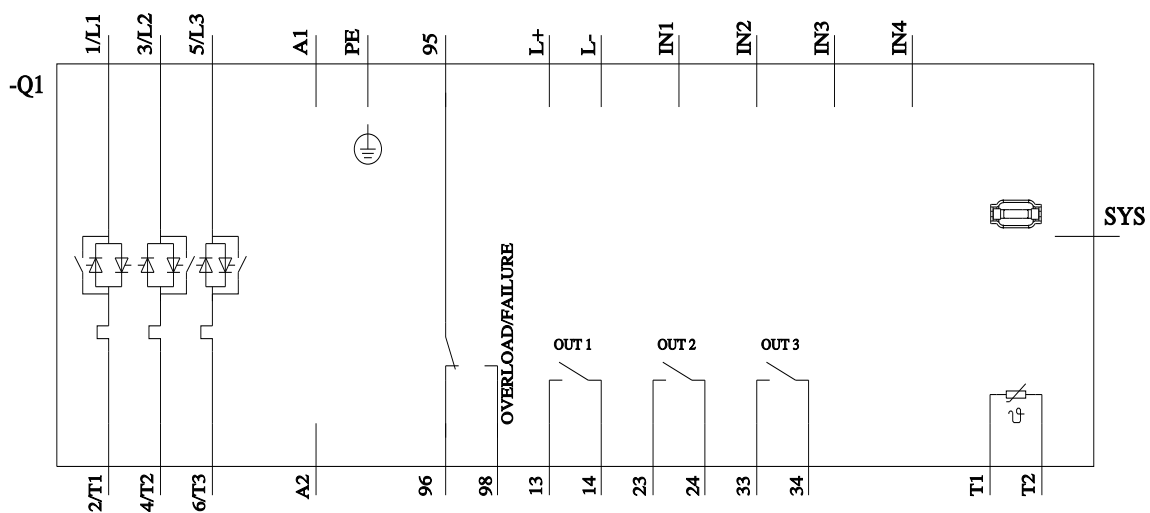 1/L1
3/L2
5/L3
A1
PE
95
L+
L-
IN1
IN2
IN3
IN4
-Q1
SYS
OVERLOAD/FAILURE
OUT 1
OUT 2
OUT 3
ϑ
2/T1
4/T2
6/T3
A2
96
98
13
14
23
24
33
34
T1
T2